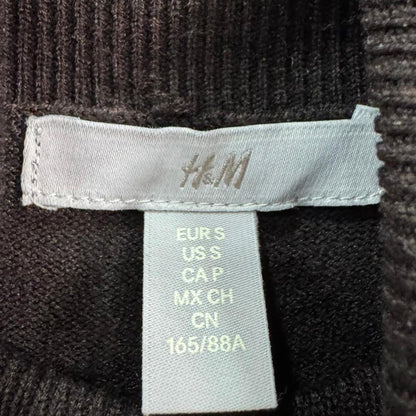 H&M
EUR S
US S
CA P
MX CH
CN
165/88A